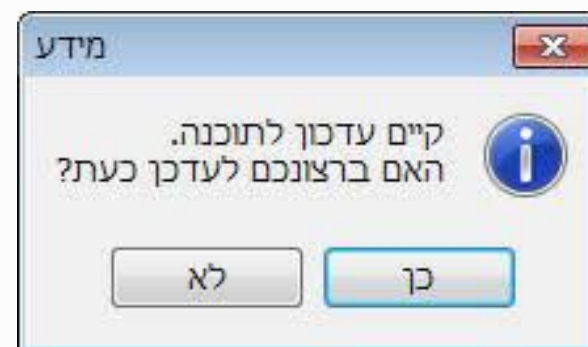 מידע
קיים עדכון לתוכנה.
האם ברצונכם לעדכן כעת?
כן
לא